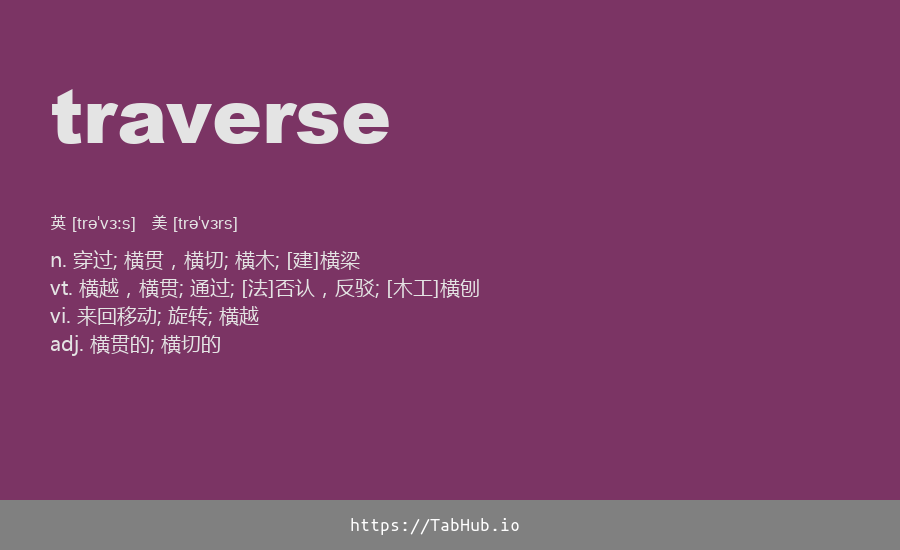 traverse
英 [trə'vɜːs] 美 [trə'vɜrs]
n. 穿过; 横贯，横切; 横木; [建]横梁
vt. 横越，横贯; 通过; [法]否认，反驳; [木工]横刨
vi. 来回移动; 旋转; 横越
adj. 横贯的; 横切的
https://TabHub.io